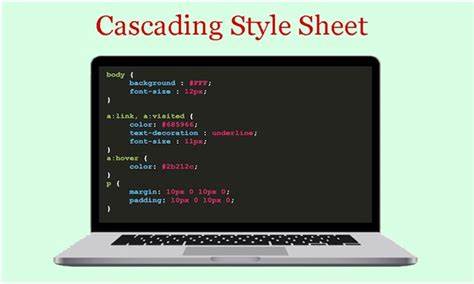 Cascading Style Sheet
body {
background : #FFF;
font-size : 12px;
}
a:link, a:visited {
color: #685966;
text-decoration : underline;
font-size : 11px;
}
a:hover {
color: #2b212c;
}
p {
margin: 10px 0 10px 0;
padding: 10px 0 10px 0;
}